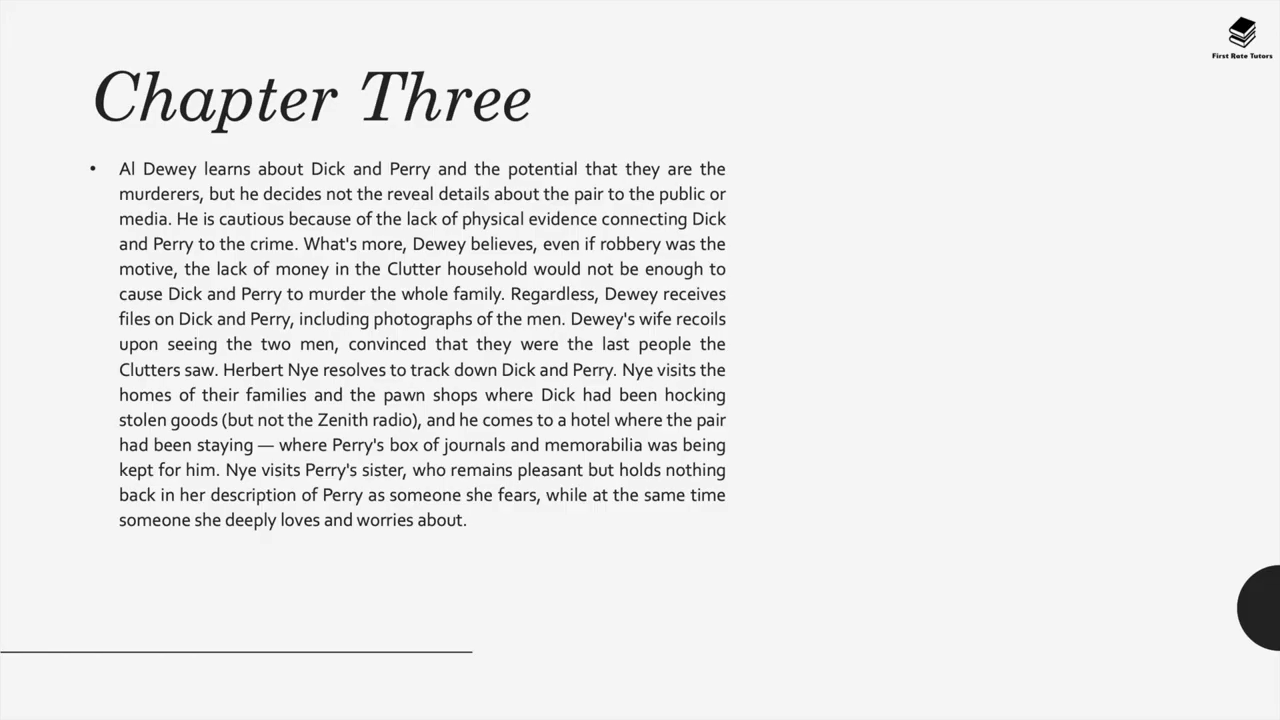 First Rate Tutors
Chapter Three
• Al Dewey learns about Dick and Perry and the potential that they are the
murderers, but he decides not the reveal details about the pair to the public or
media. He is cautious because of the lack of physical evidence connecting Dick
and Perry to the crime. What's more, Dewey believes, even if robbery was the
motive, the lack of money in the Clutter household would not be enough to
cause Dick and Perry to murder the whole family. Regardless, Dewey receives
files on Dick and Perry, including photographs of the men. Dewey's wife recoils
upon seeing the two men, convinced that they were the last people the
Clutters saw. Herbert Nye resolves to track down Dick and Perry. Nye visits the
homes of their families and the pawn shops where Dick had been hocking
stolen goods (but not the Zenith radio), and he comes to a hotel where the pair
had been staying — where Perry's box of journals and memorabilia was being
kept for him. Nye visits Perry's sister, who remains pleasant but holds nothing
back in her description of Perry as someone she fears, while at the same time
someone she deeply loves and worries about.